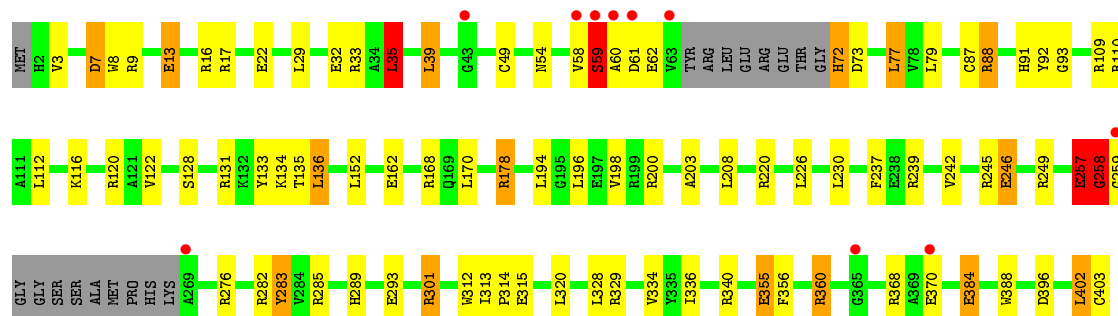 MET H2 V3 D7 W8 R9 E13 R16 R17 E22 L29 E32 R33 A34 L35 L39 G43 C49 N54 V58 S59 A60 D61 E62 V63 TYR ARG LEU GLU ARG GLU THR GLY H72 D73 L77 V78 L79 C87 R88 H91 Y92 G93 R109 R110
A111 L112 K116 R120 A121 V122 S128 R131 K132 Y133 K134 T135 L136 L152 E162 R168 Q169 L170 R178 L194 G195 L196 E197 V198 R199 R200 A203 L208 R220 L226 L230 F237 E238 R239 V242 R245 E246 R249 E257 G258 G259
GLY GLY SER SER ALA MET PRO HIS LYS A269 R276 R282 Y283 V284 R285 H289 E293 R301 W312 I313 P314 E315 L320 L328 R329 V334 Y335 I336 R340 E355 F356 R360 G365 R368 A369 E370 E384 W388 D396 L402 C403